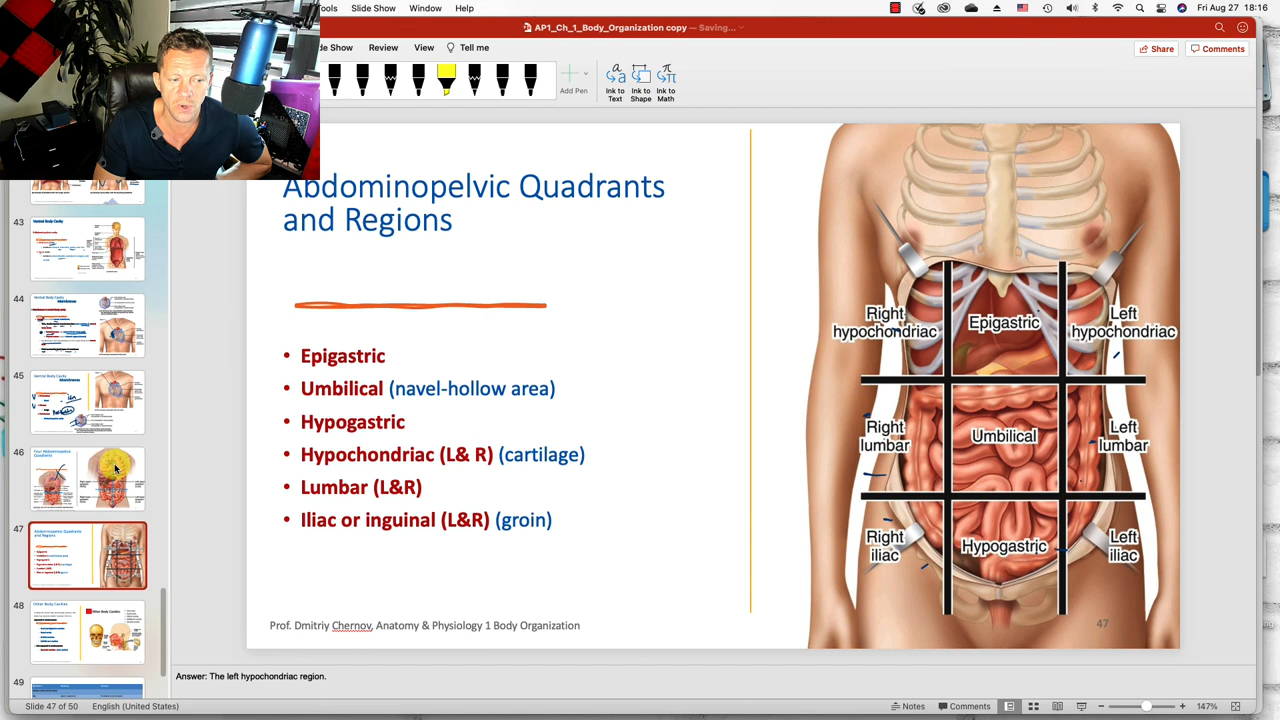 Tools Slide Show Window Help
Fri Aug 27 18:16
AP1_Ch_1_Body_Organization copy — Saving...
de Show Review View Tell me
Share Comments
Add Pen
Ink to Text
Ink to Shape
Ink to Math
Abdominopelvic Quadrants
and Regions
• Epigastric
• Umbilical (navel-hollow area)
• Hypogastric
• Hypochondriac (L& R) (cartilage)
• Lumbar (L&R)
• Iliac or inguinal (L&R) (groin)
Right hypochondriac
Epigastric
Left hypochondriac
Right lumbar
Umbilical
Left lumbar
Right iliac
Hypogastric
Left iliac
Prof. Dmitriy Chernov, Anatomy & Physiology 1 Body Organization
47
43
44
45
46
47
48
49
Answer: The left hypochondriac region.
Slide 47 of 50 English (United States)
Notes Comments
147%